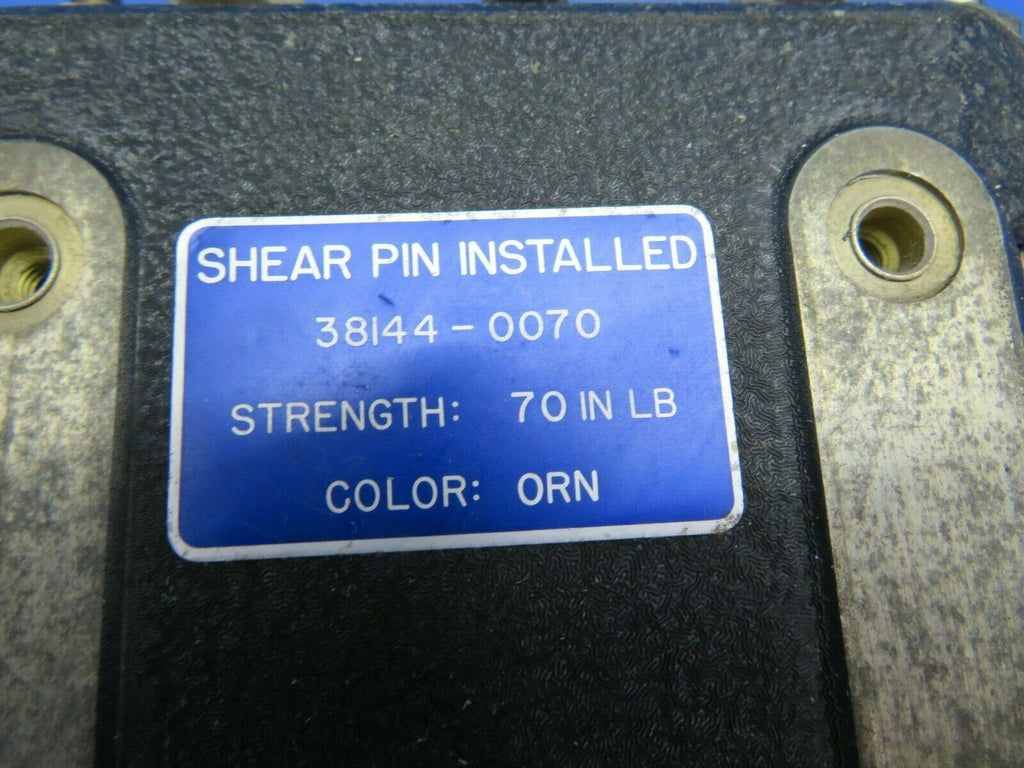 SHEAR PIN INSTALLED
38144-0070
STRENGTH: 70 IN LB
COLOR: ORN